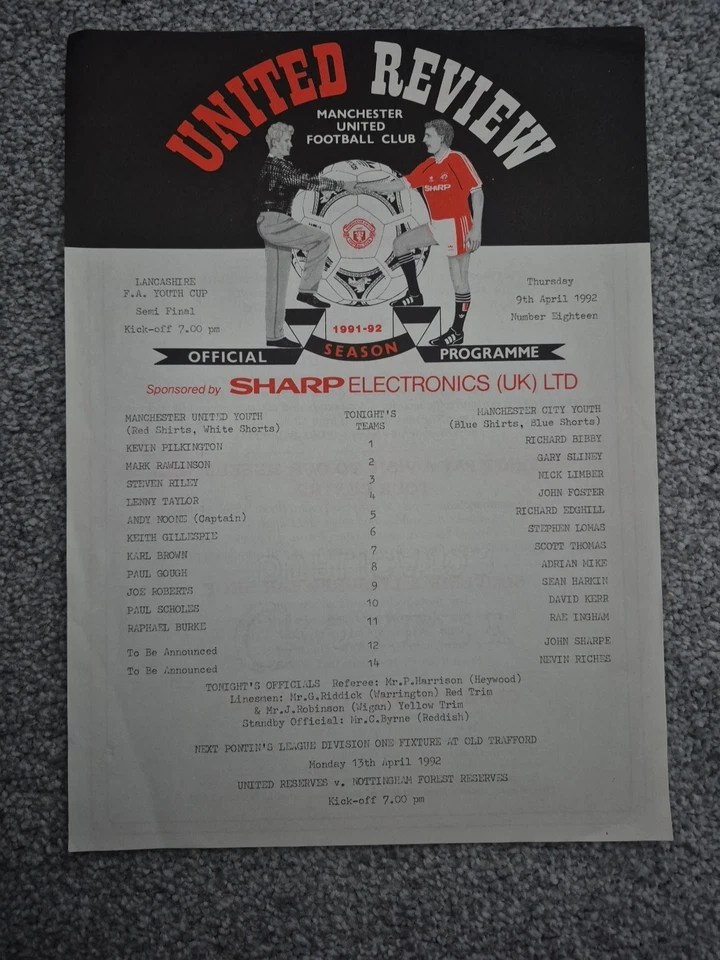 UNITED REVIEW
MANCHESTER
UNITED
FOOTBALL CLUB
SHARP
LANCASHIRE
F.A. YOUTH CUP
Semi Final
Kick-off 7.00 pm
Thursday
9th April 1992
Number Eighteen
1991-92
OFFICIAL SEASON PROGRAMME
Sponsored by SHARP ELECTRONICS (UK) LTD
MANCHESTER UNITED YOUTH TONIGHT'S MANCHESTER CITY YOUTH
(Red Shirts, White Shorts) TEAMS (Blue Shirts, Blue Shorts)
KEVIN PILKINGTON 1 RICHARD BIBBY
MARK RAWLINSON 2 GARY SLINEY
STEVEN RILEY 3 NICK LIMBER
LENNY TAYLOR 4 JOHN FOSTER
ANDY NOONE (Captain) 5 RICHARD EDGHILL
KEITH GILLESPIE 6 STEPHEN LOMAS
KARL BROWN 7 SCOTT THOMAS
PAUL GOUGH 8 ADRIAN MIKE
JOE ROBERTS 9 SEAN HARKIN
PAUL SCHOLES 10 DAVID KERR
RAPHAEL BURKE 11 RAE INGHAM
To Be Announced 12 JOHN SHARPE
To Be Announced 14 NEVIN RICHES
TONIGHT'S OFFICIALS Referee: Mr.P.Harrison (Heywood)
Linesmen: Mr.G.Riddick (Warrington) Red Trim
& Mr.J.Robinson (Wigan) Yellow Trim
Standby Official: Mr.C.Byrne (Reddish)
NEXT PONTIN'S LEAGUE DIVISION ONE FIXTURE AT OLD TRAFFORD
Monday 13th April 1992
UNITED RESERVES v. NOTTINGHAM FOREST RESERVES
Kick-off 7.00 pm